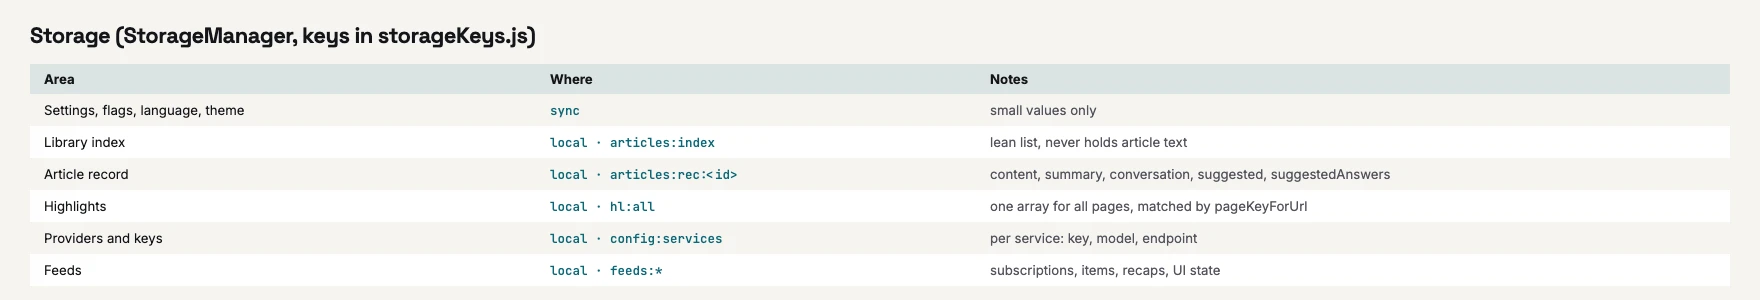 Storage (StorageManager, keys in storageKeys.js)
Area Where Notes
Settings, flags, language, theme sync small values only
Library index local · articles:index lean list, never holds article text
Article record local · articles:rec:<id> content, summary, conversation, suggested, suggestedAnswers
Highlights local · hl:all one array for all pages, matched by pageKeyForUrl
Providers and keys local · config:services per service: key, model, endpoint
Feeds local · feeds:* subscriptions, items, recaps, UI state